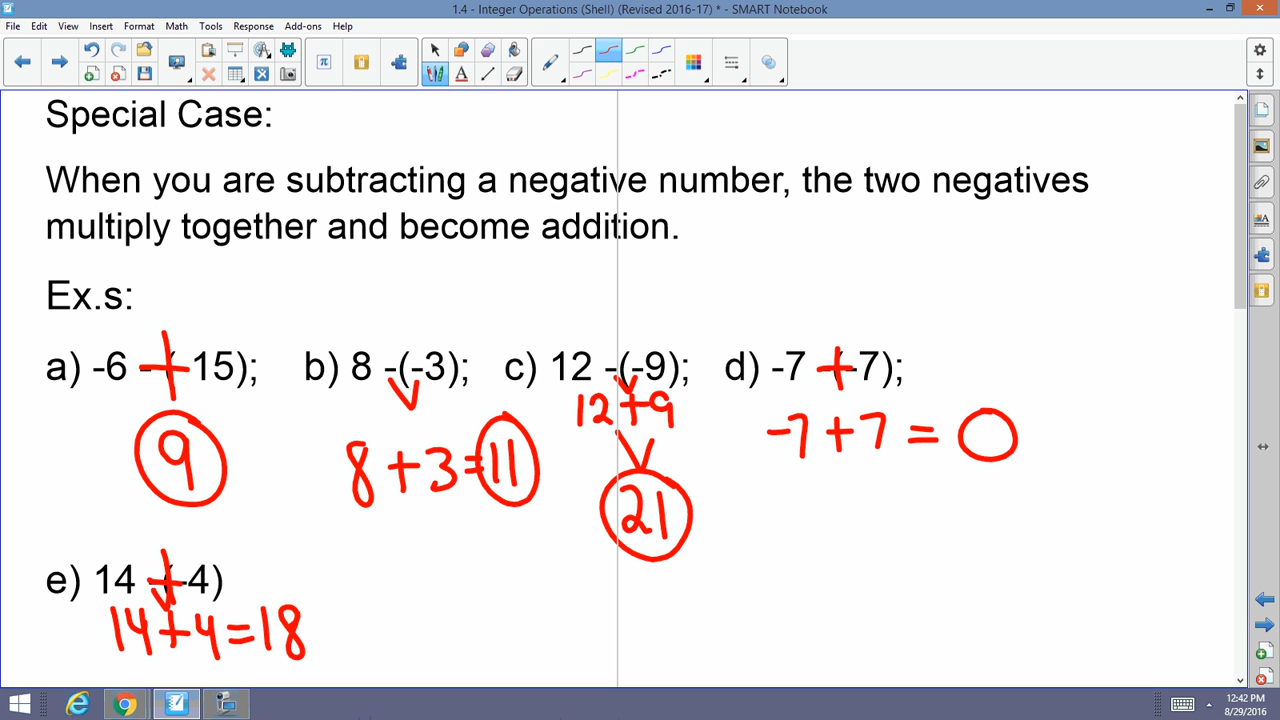 1.4 - Integer Operations (Shell) (Revised 2016-17) * - SMART Notebook
File Edit View Insert Format Math Tools Response Add-ons Help
Special Case:
When you are subtracting a negative number, the two negatives
multiply together and become addition.
Ex.s:
a) -6 -(-15); b) 8 -(-3); c) 12 -(-9); d) -7 -(-7);
12 + 9
-7 + 7 = 0
9 8 + 3 = 11
21
e) 14 -(-4)
14 + 4 = 18
12:42 PM
8/29/2016